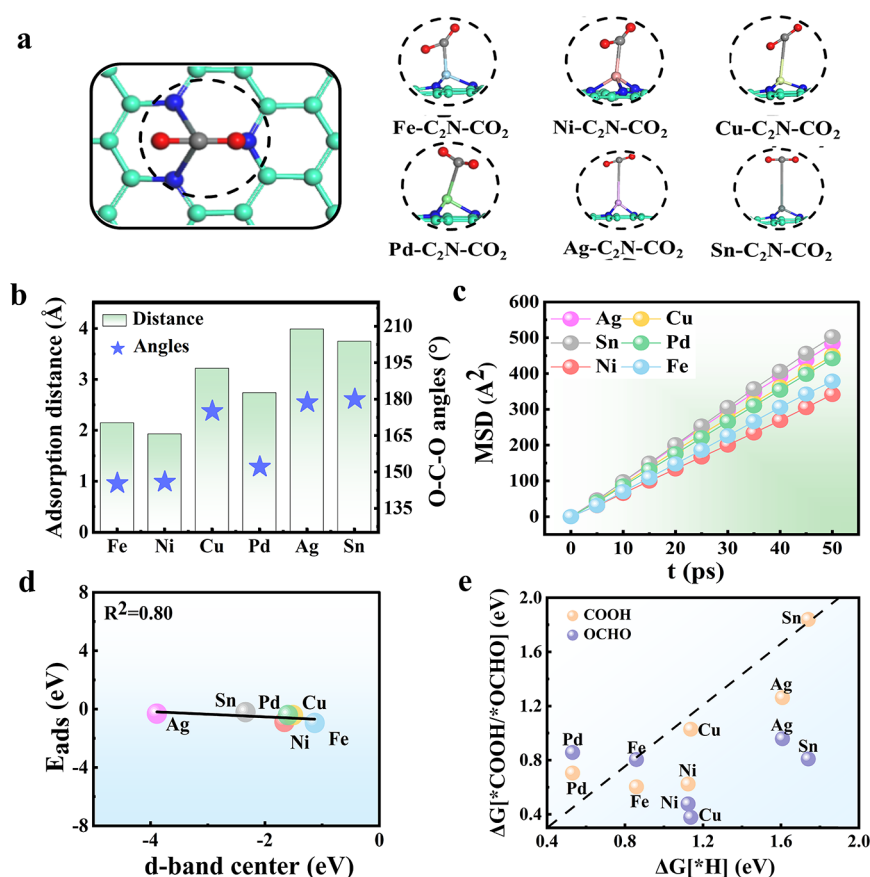 a
Fe-C₂N-CO₂
Ni-C₂N-CO₂
Cu-C₂N-CO₂
Pd-C₂N-CO₂
Ag-C₂N-CO₂
Sn-C₂N-CO₂
b
Adsorption distance (Å)
4
3
2
1
0
Distance
Angles
210
195
180
165
150
135
O-C-O angles (°)
Fe Ni Cu Pd Ag Sn
c
MSD (Å²)
600
500
400
300
200
100
0
Ag Cu
Sn Pd
Ni Fe
0 10 20 30 40 50
t (ps)
d
Eads (eV)
8
4
0
-4
-8
R²=0.80
Sn Pd Cu
Ag Ni Fe
-4 -2 0
d-band center (eV)
e
ΔG[*COOH/*OCHO] (eV)
2.0
1.6
1.2
0.8
0.4
COOH
OCHO
Sn
Ag
Cu
Ag
Pd Fe Sn
Pd Fe Ni
Ni
Cu
0.4 0.8 1.2 1.6 2.0
ΔG[*H] (eV)